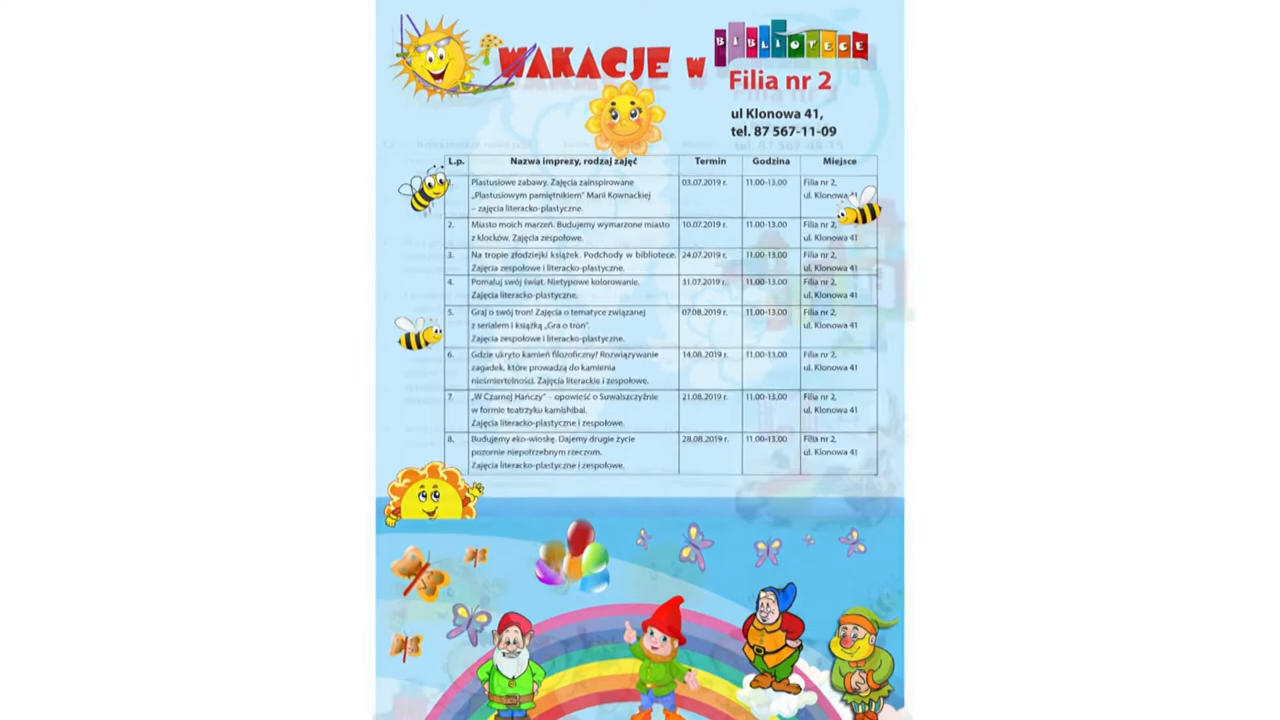 WAKACJE w BIBLIOTECE
Filia nr 2
ul Klonowa 41,
tel. 87 567-11-09
L.p. Nazwa imprezy, rodzaj zajęć Termin Godzina Miejsce
1. Plastusiowe zabawy. Zajęcia zainspirowane 03.07.2019 r. 11.00-13.00 Filia nr 2,
„Plastusiowym pamiętnikiem" Marii Kownackiej ul. Klonowa 41
– zajęcia literacko-plastyczne.
2. Miasto moich marzeń. Budujemy wymarzone miasto 10.07.2019 r. 11.00-13.00 Filia nr 2,
z klocków. Zajęcia zespołowe. ul. Klonowa 41
3. Na tropie złodziejki książek. Podchody w bibliotece. 24.07.2019 r. 11.00-13.00 Filia nr 2,
Zajęcia zespołowe i literacko-plastyczne. ul. Klonowa 41
4. Pomaluj swój świat. Nietypowe kolorowanie. 31.07.2019 r. 11.00-13.00 Filia nr 2,
Zajęcia literacko-plastyczne. ul. Klonowa 41
5. Graj o swój tron! Zajęcia o tematyce związanej 07.08.2019 r. 11.00-13.00 Filia nr 2,
z serialem i książką „Gra o tron". ul. Klonowa 41
Zajęcia zespołowe i literacko-plastyczne.
6. Gdzie ukryto kamień filozoficzny? Rozwiązywanie 14.08.2019 r. 11.00-13.00 Filia nr 2,
zagadek, które prowadzą do kamienia ul. Klonowa 41
nieśmiertelności. Zajęcia literackie i zespołowe.
7. „W Czarnej Hańczy" – opowieść o Suwalszczyźnie 21.08.2019 r. 11.00-13.00 Filia nr 2,
w formie teatrzyku kamishibai. ul. Klonowa 41
Zajęcia literacko-plastyczne i zespołowe.
8. Budujemy eko-wioskę. Dajemy drugie życie 28.08.2019 r. 11.00-13.00 Filia nr 2,
pozornie niepotrzebnym rzeczom. ul. Klonowa 41
Zajęcia literacko-plastyczne i zespołowe.